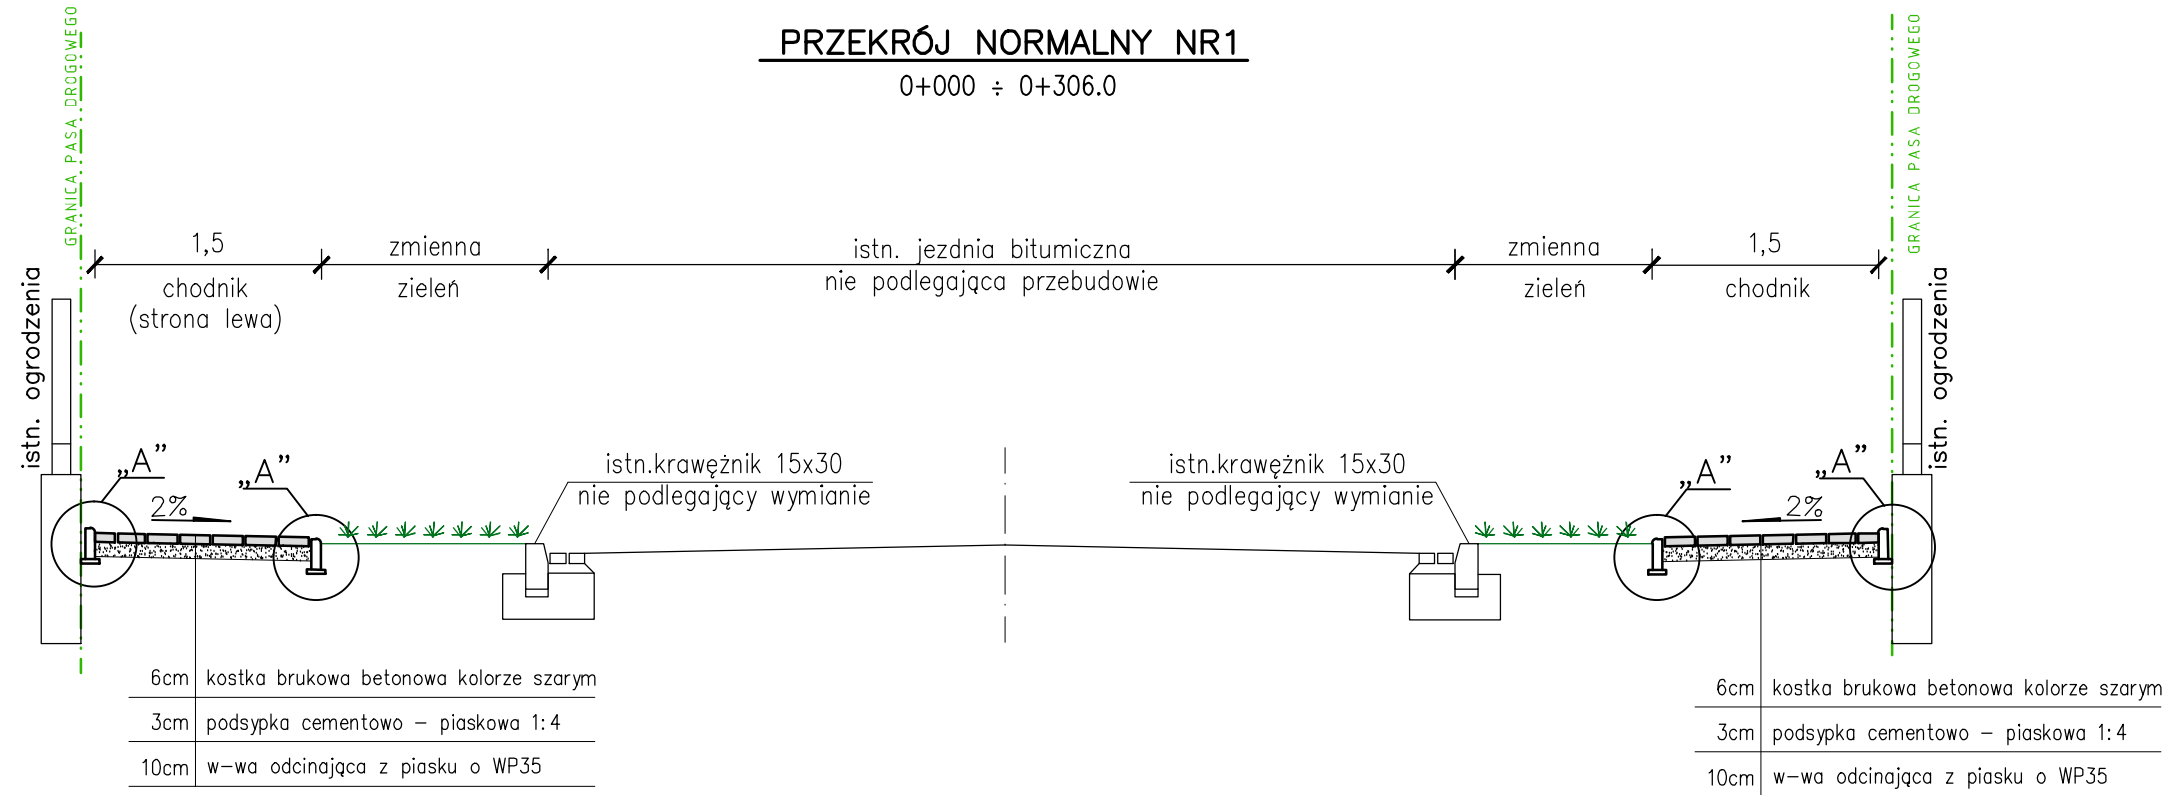 PRZEKRÓJ NORMALNY NR1
0+000 ÷ 0+306.0
GRANICA PASA DROGOWEGO
GRANICA PASA DROGOWEGO
1,5
chodnik
(strona lewa)
zmienna
zieleń
istn. jezdnia bitumiczna
nie podlegająca przebudowie
zmienna
zieleń
1,5
chodnik
istn. ogrodzenia
istn. ogrodzenia
„A”
„A”
2%
istn.krawężnik 15x30
nie podlegający wymianie
istn.krawężnik 15x30
nie podlegający wymianie
„A”
„A”
2%
6cm kostka brukowa betonowa kolorze szarym
3cm podsypka cementowo – piaskowa 1:4
10cm w–wa odcinająca z piasku o WP35
6cm kostka brukowa betonowa kolorze szarym
3cm podsypka cementowo – piaskowa 1:4
10cm w–wa odcinająca z piasku o WP35